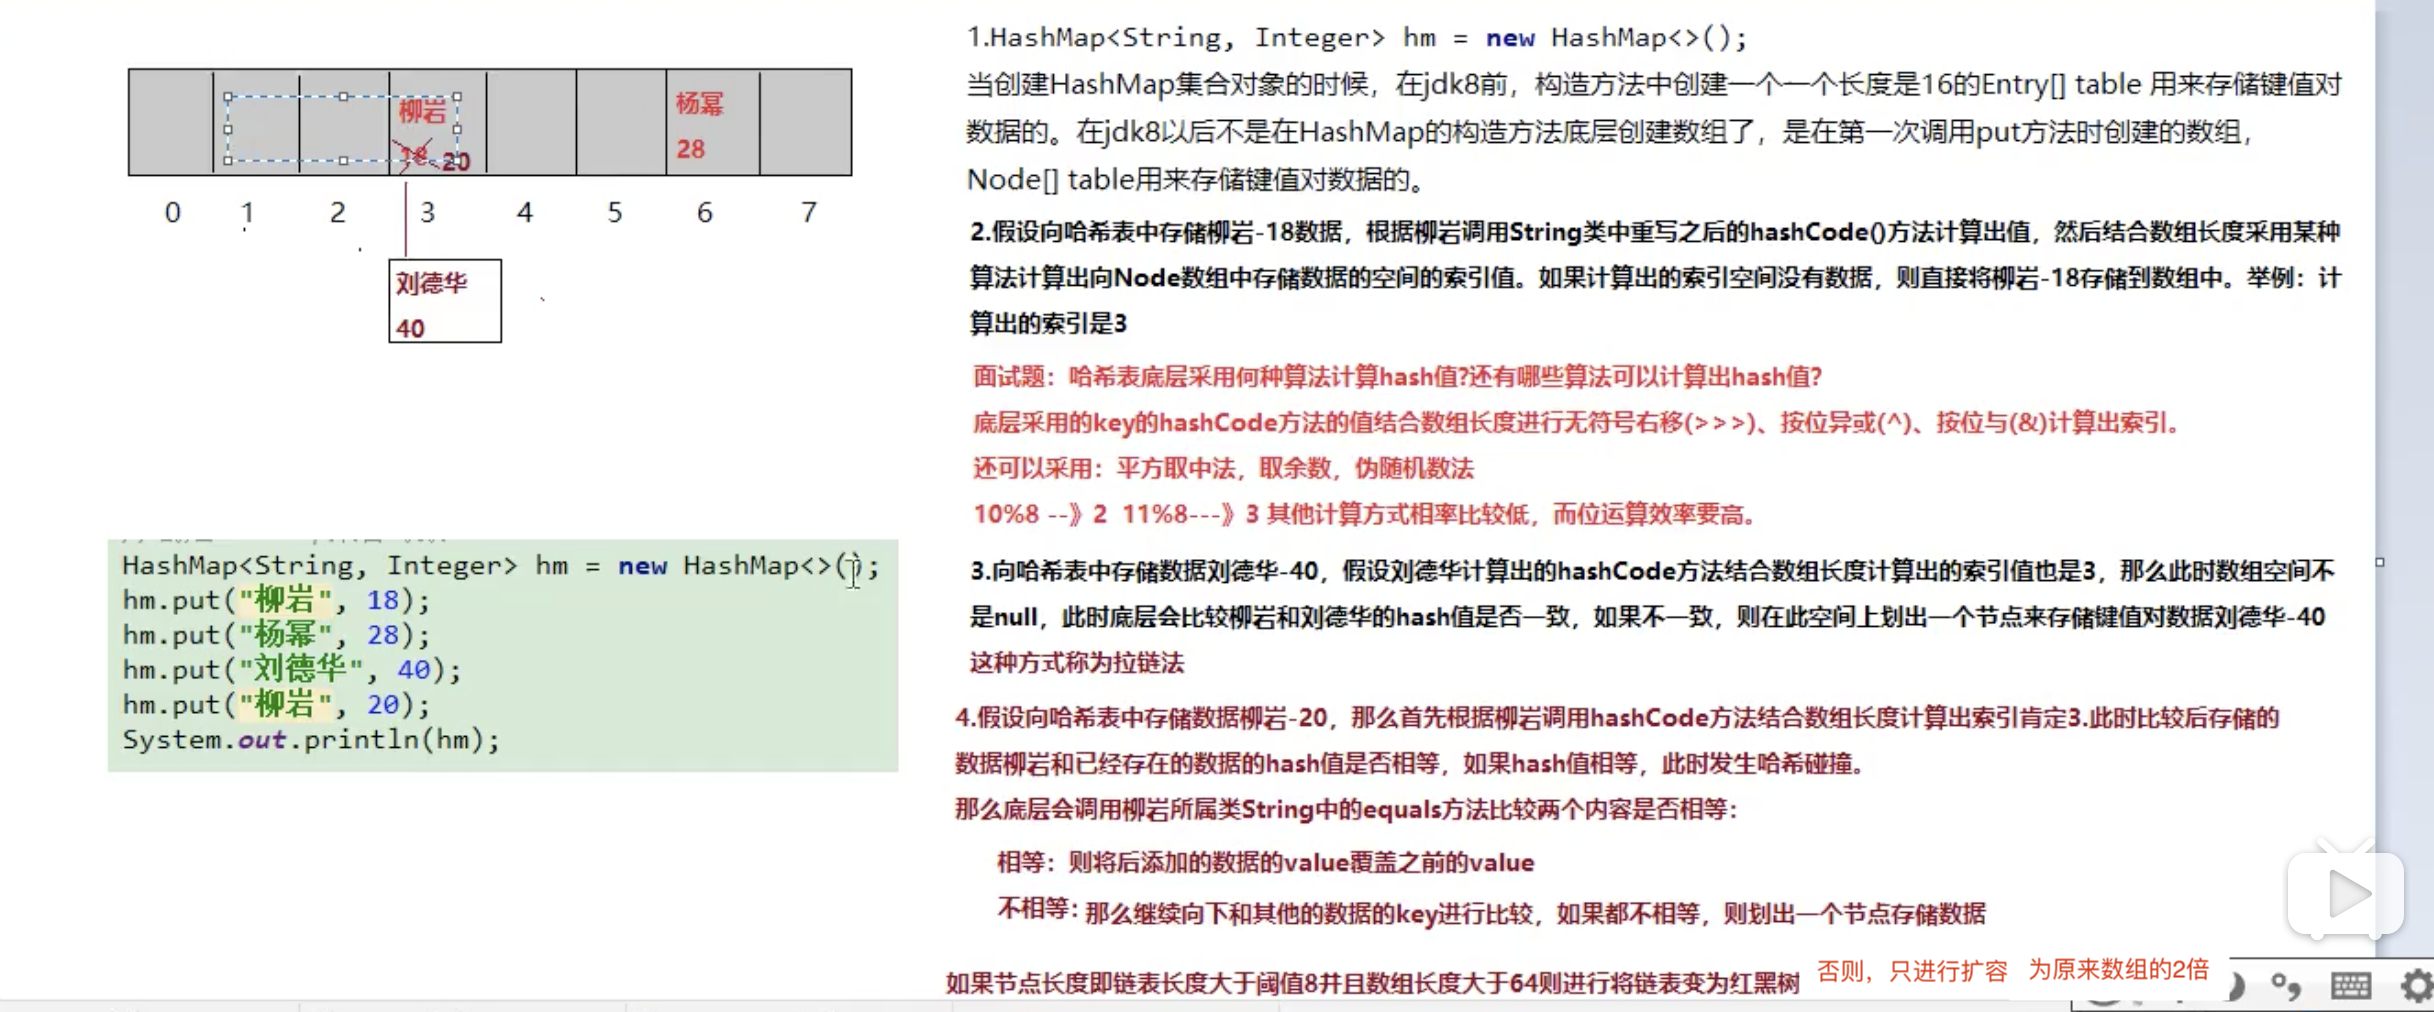 柳岩
18 20
杨幂
28
0 1 2 3 4 5 6 7
刘德华
40
HashMap<String, Integer> hm = new HashMap<>();
hm.put("柳岩", 18);
hm.put("杨幂", 28);
hm.put("刘德华", 40);
hm.put("柳岩", 20);
System.out.println(hm);
1.HashMap<String, Integer> hm = new HashMap<>();
当创建HashMap集合对象的时候，在jdk8前，构造方法中创建一个一个长度是16的Entry[] table 用来存储键值对
数据的。在jdk8以后不是在HashMap的构造方法底层创建数组了，是在第一次调用put方法时创建的数组，
Node[] table用来存储键值对数据的。
2.假设向哈希表中存储柳岩-18数据，根据柳岩调用String类中重写之后的hashCode()方法计算出值，然后结合数组长度采用某种
算法计算出向Node数组中存储数据的空间的索引值。如果计算出的索引空间没有数据，则直接将柳岩-18存储到数组中。举例：计
算出的索引是3
面试题：哈希表底层采用何种算法计算hash值?还有哪些算法可以计算出hash值?
底层采用的key的hashCode方法的值结合数组长度进行无符号右移(>>>)、按位异或(^)、按位与(&)计算出索引。
还可以采用：平方取中法，取余数，伪随机数法
10%8 --》2  11%8---》3 其他计算方式相率比较低，而位运算效率要高。
3.向哈希表中存储数据刘德华-40，假设刘德华计算出的hashCode方法结合数组长度计算出的索引值也是3，那么此时数组空间不
是null，此时底层会比较柳岩和刘德华的hash值是否一致，如果不一致，则在此空间上划出一个节点来存储键值对数据刘德华-40
这种方式称为拉链法
4.假设向哈希表中存储数据柳岩-20，那么首先根据柳岩调用hashCode方法结合数组长度计算出索引肯定3.此时比较后存储的
数据柳岩和已经存在的数据的hash值是否相等，如果hash值相等，此时发生哈希碰撞。
那么底层会调用柳岩所属类String中的equals方法比较两个内容是否相等：
相等：则将后添加的数据的value覆盖之前的value
不相等：那么继续向下和其他的数据的key进行比较，如果都不相等，则划出一个节点存储数据
如果节点长度即链表长度大于阈值8并且数组长度大于64则进行将链表变为红黑树 否则，只进行扩容 为原来数组的2倍